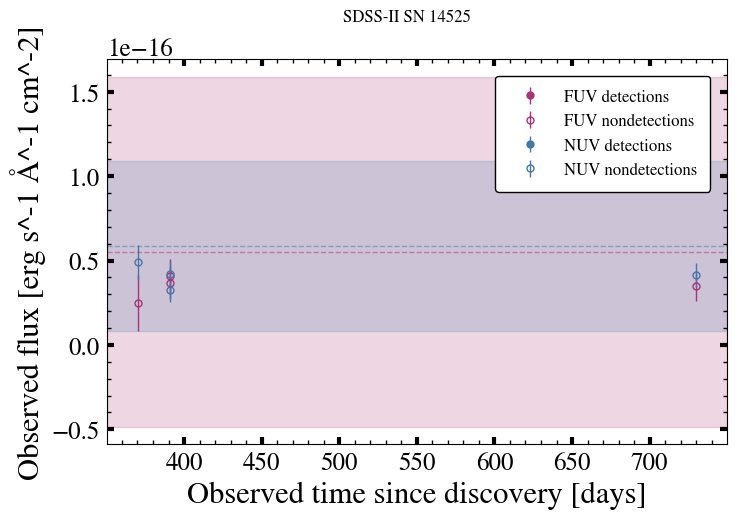 SDSS-II SN 14525
1e−16
Observed flux [erg s^-1 Å^-1 cm^-2]
1.5
1.0
0.5
0.0
−0.5
FUV detections
FUV nondetections
NUV detections
NUV nondetections
400 450 500 550 600 650 700
Observed time since discovery [days]